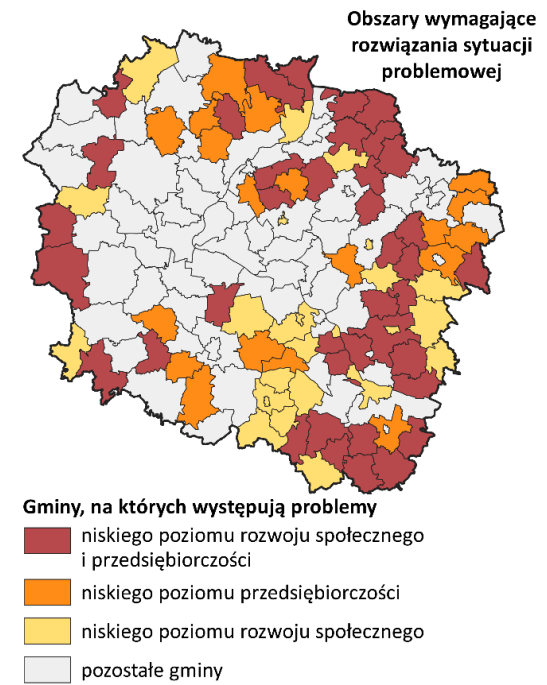 Obszary wymagające
rozwiązania sytuacji
problemowej
Gminy, na których występują problemy
niskiego poziomu rozwoju społecznego
i przedsiębiorczości
niskiego poziomu przedsiębiorczości
niskiego poziomu rozwoju społecznego
pozostałe gminy